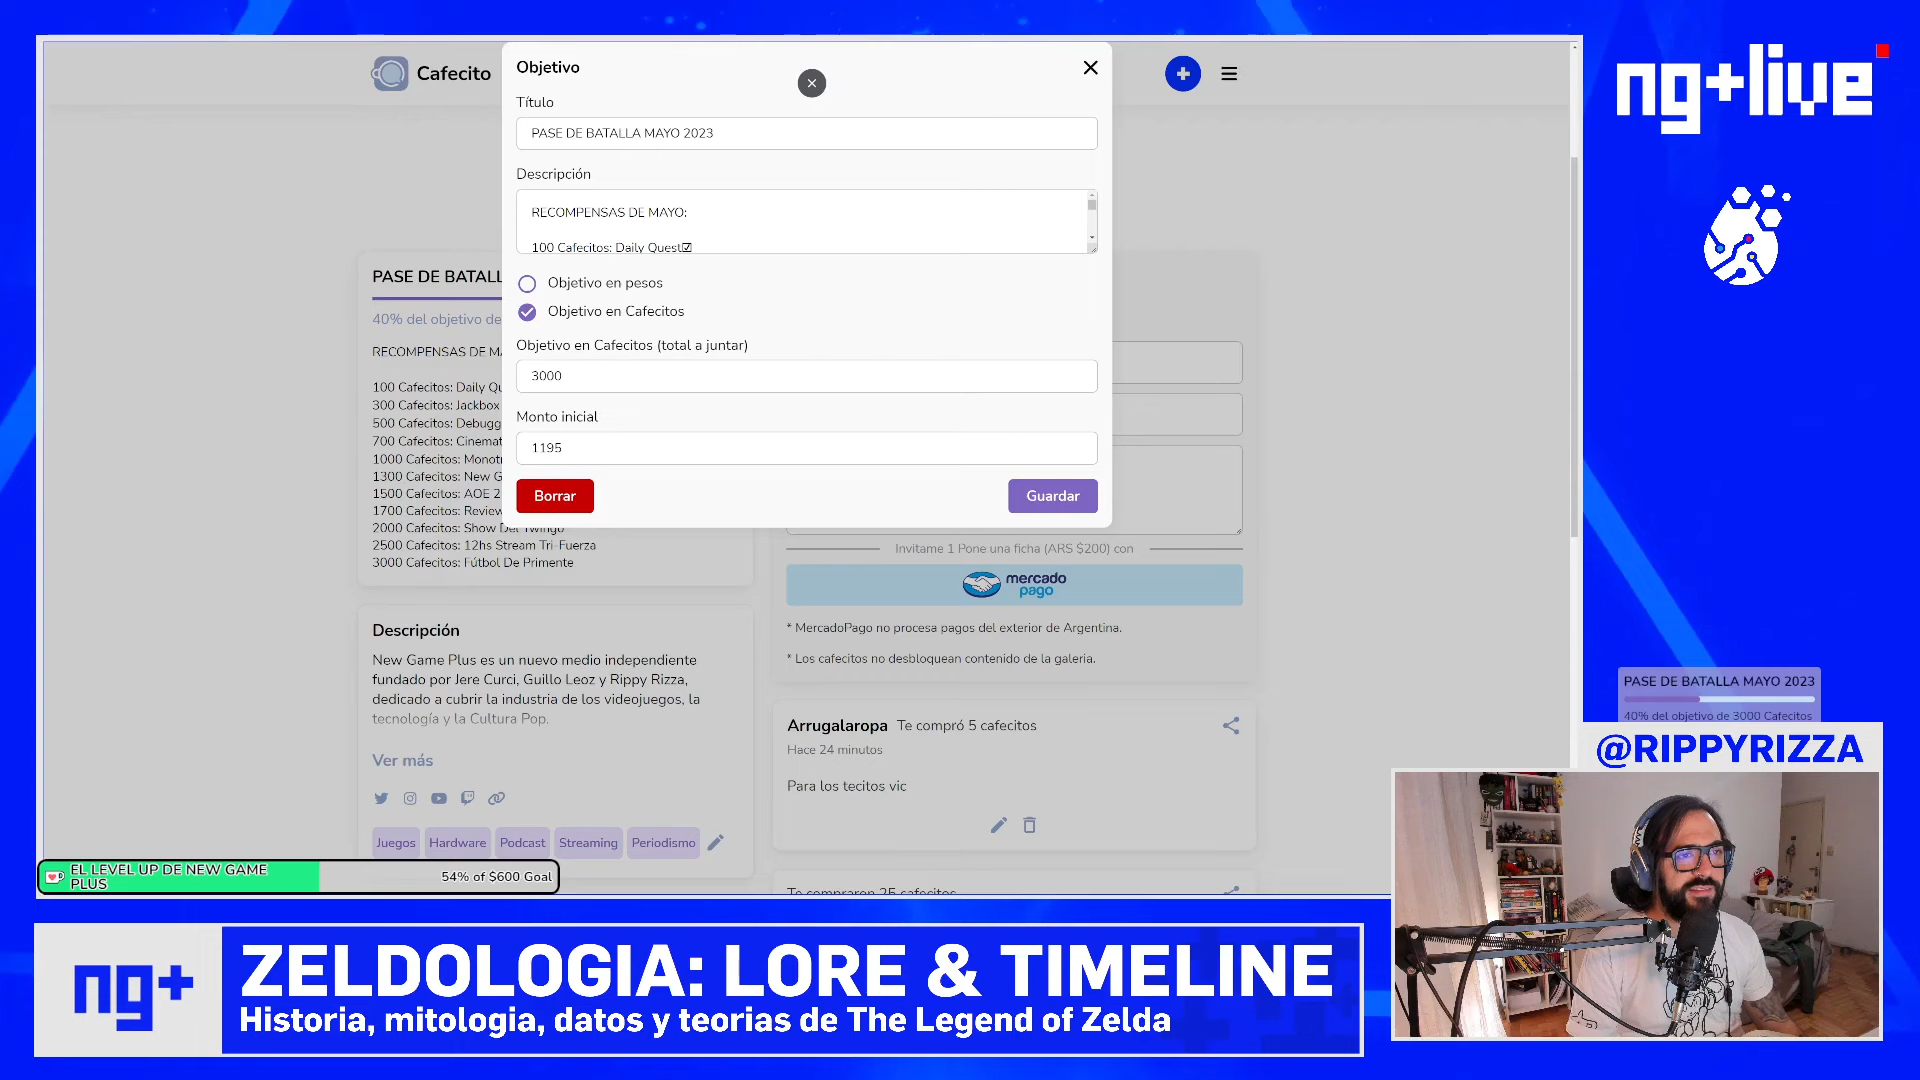 Cafecito
Objetivo
Título
PASE DE BATALLA MAYO 2023
Descripción
RECOMPENSAS DE MAYO:
100 Cafecitos: Daily Quest☑
Objetivo en pesos
Objetivo en Cafecitos
Objetivo en Cafecitos (total a juntar)
3000
Monto inicial
1195
Borrar
Guardar
PASE DE BATALL
40% del objetivo de
RECOMPENSAS DE M
100 Cafecitos: Daily Qu
300 Cafecitos: Jackbox
500 Cafecitos: Debugg
700 Cafecitos: Cinemat
1000 Cafecitos: Monotr
1300 Cafecitos: New G
1500 Cafecitos: AOE 2
1700 Cafecitos: Review
2000 Cafecitos: Show Del Twingo
2500 Cafecitos: 12hs Stream Tri-Fuerza
3000 Cafecitos: Fútbol De Primente
Descripción
New Game Plus es un nuevo medio independiente
fundado por Jere Curci, Guillo Leoz y Rippy Rizza,
dedicado a cubrir la industria de los videojuegos, la
tecnología y la Cultura Pop.
Ver más
Juegos Hardware Podcast Streaming Periodismo
Invitame 1 Pone una ficha (ARS $200) con
mercado
pago
* MercadoPago no procesa pagos del exterior de Argentina.
* Los cafecitos no desbloquean contenido de la galeria.
Arrugalaropa Te compró 5 cafecitos
Hace 24 minutos
Para los tecitos vic
Te compraron 25 cafecitos
EL LEVEL UP DE NEW GAME
PLUS
54% of $600 Goal
ng+live
PASE DE BATALLA MAYO 2023
40% del objetivo de 3000 Cafecitos
@RIPPYRIZZA
ng+
ZELDOLOGIA: LORE & TIMELINE
Historia, mitologia, datos y teorias de The Legend of Zelda